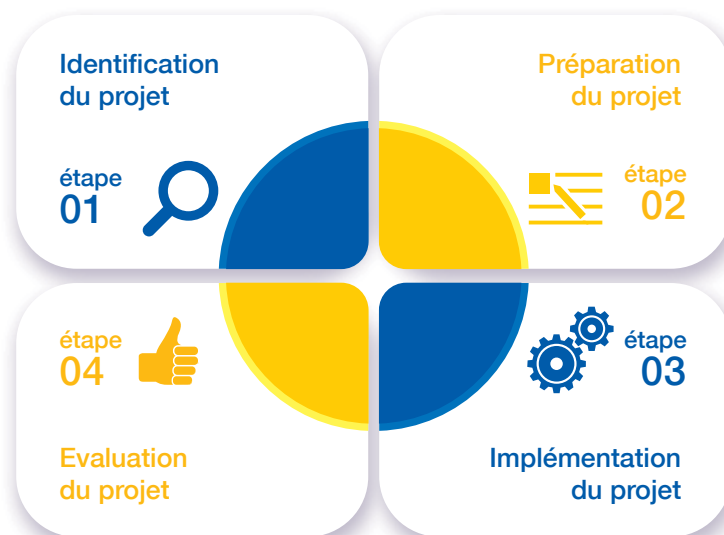 Identification
du projet
étape
01
Préparation
du projet
étape
02
étape
03
Implémentation
du projet
étape
04
Evaluation
du projet